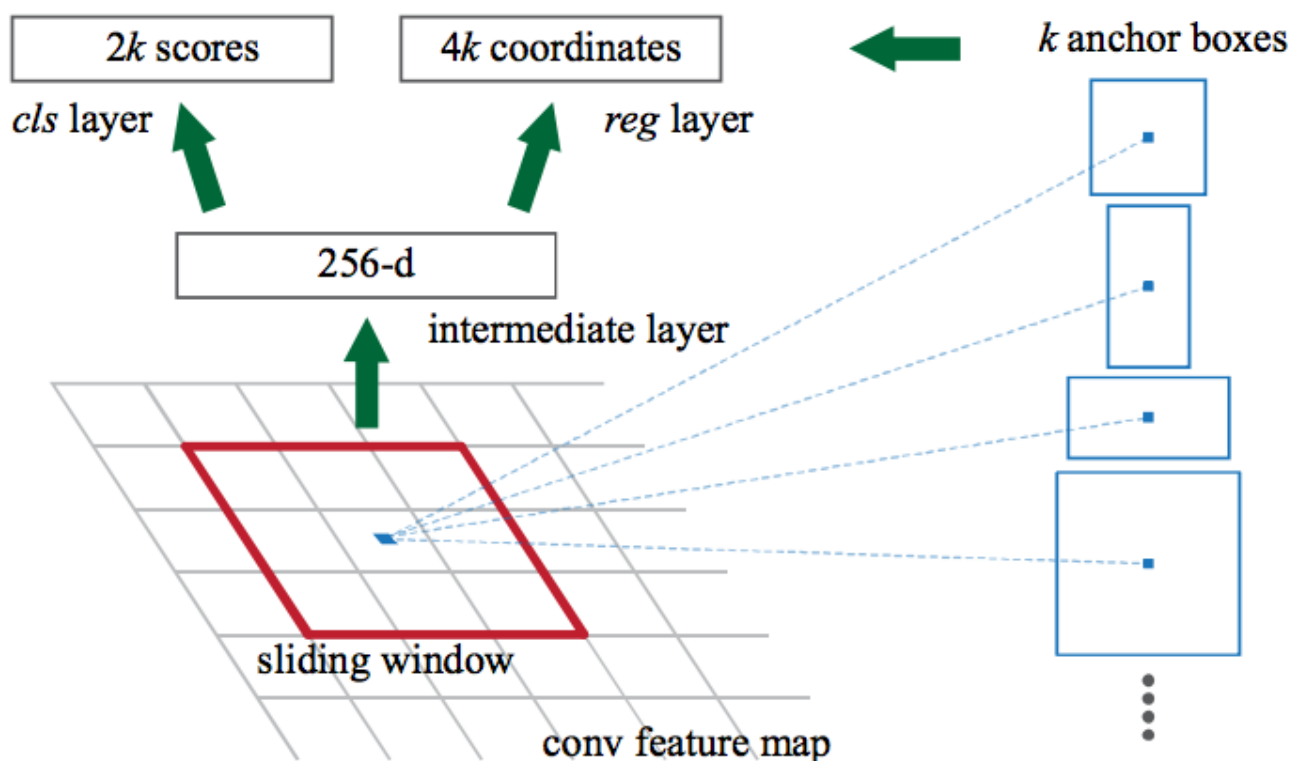 2k scores
4k coordinates
k anchor boxes
cls layer
reg layer
256-d
intermediate layer
sliding window
conv feature map